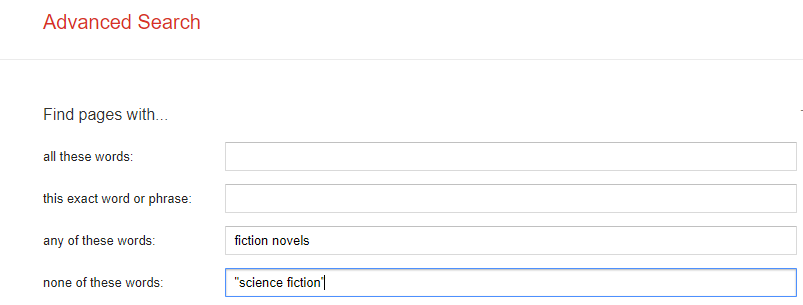 Advanced Search
Find pages with...
all these words:
this exact word or phrase:
any of these words: fiction novels
none of these words: "science fiction"